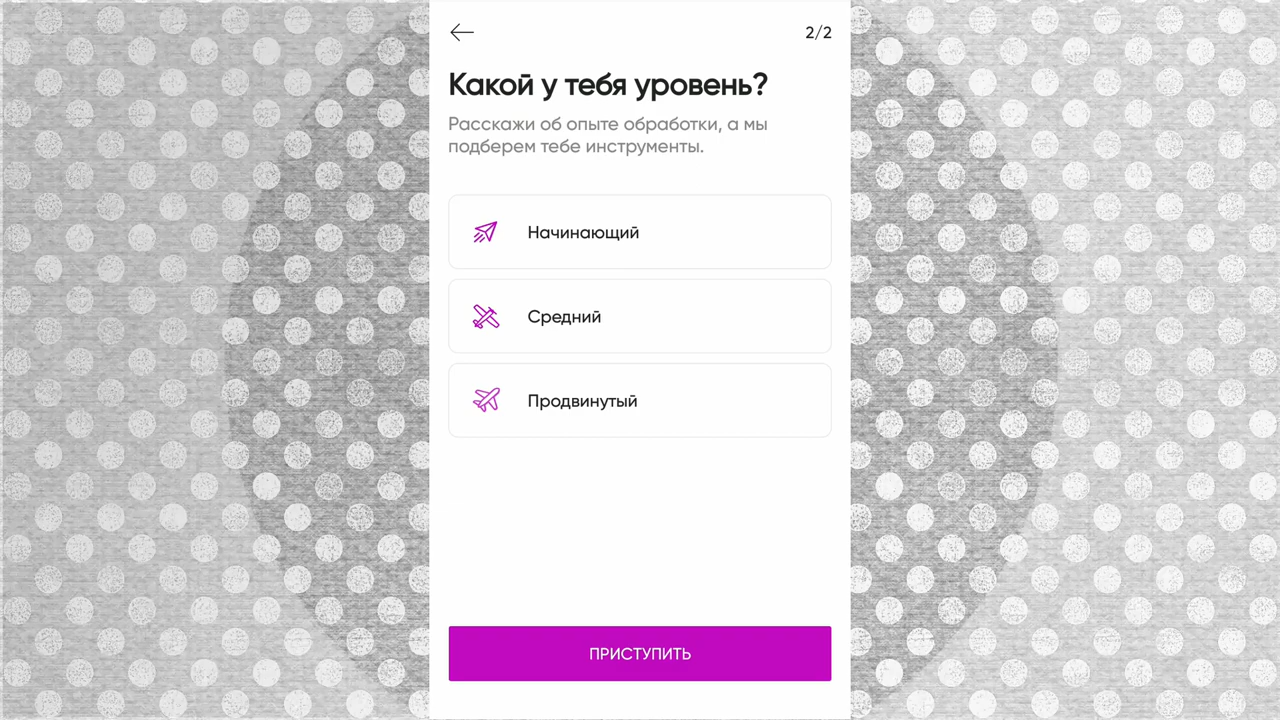 2/2
Какой у тебя уровень?
Расскажи об опыте обработки, а мы
подберем тебе инструменты.
Начинающий
Средний
Продвинутый
ПРИСТУПИТЬ